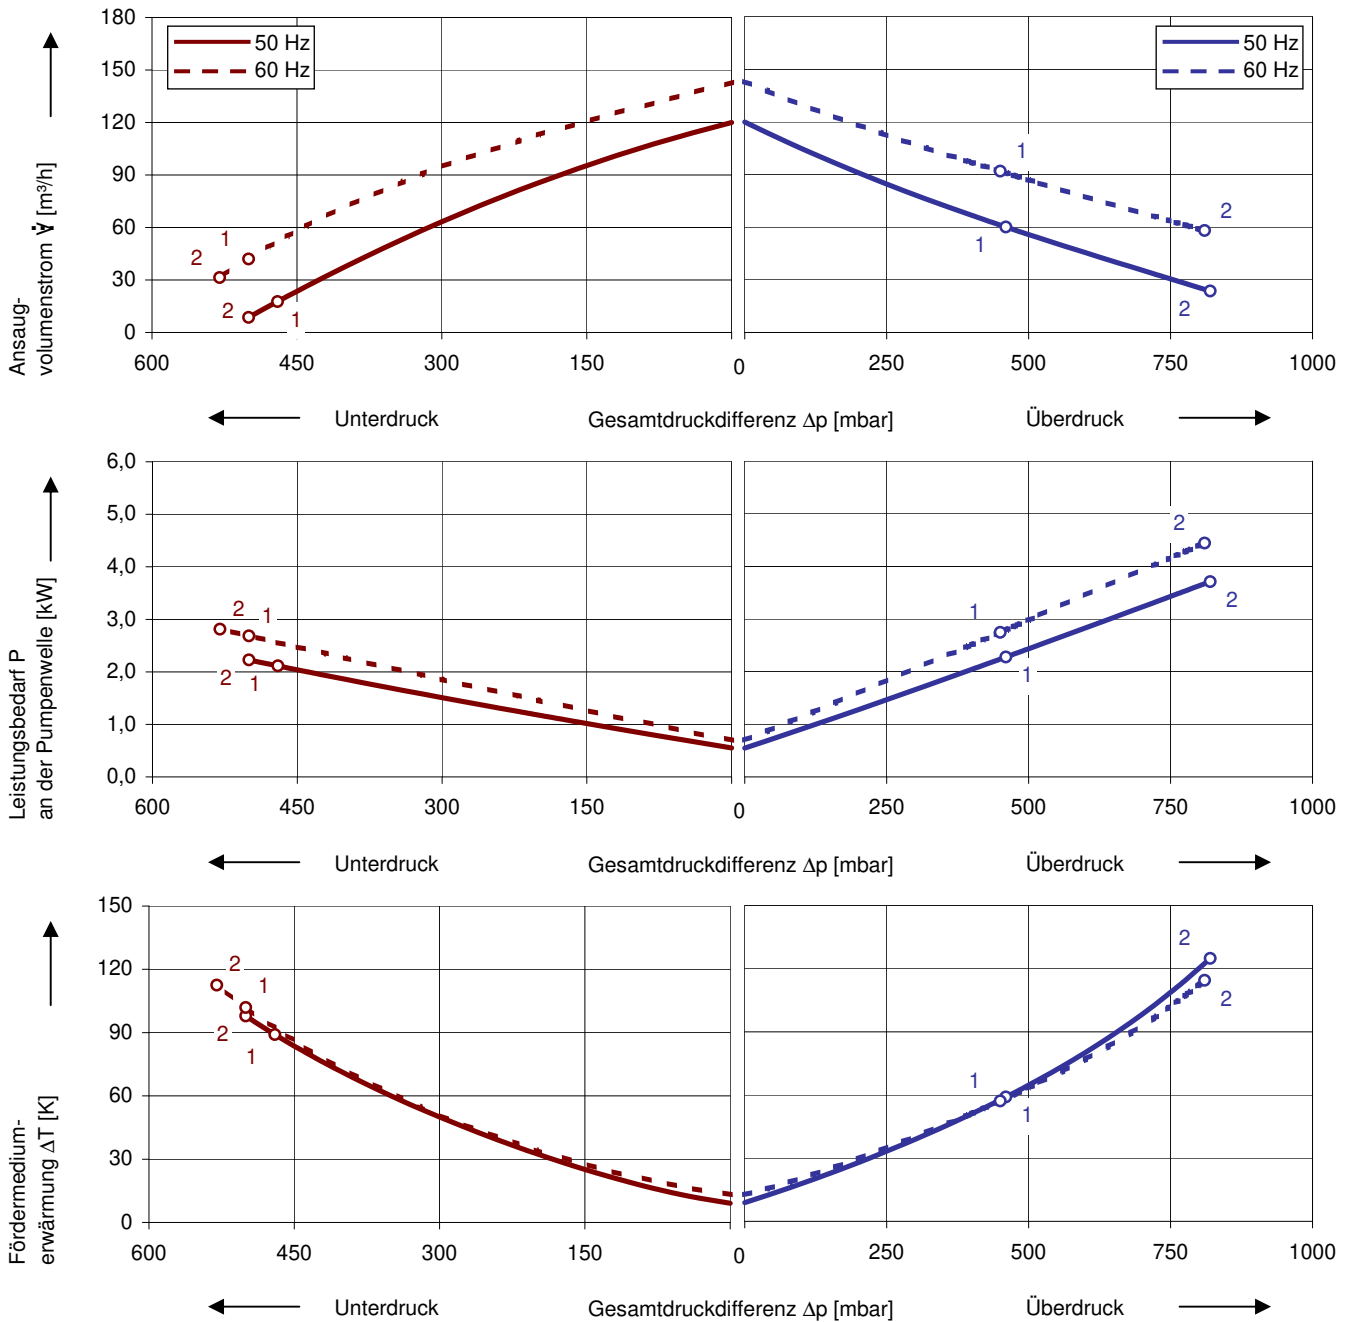 180
150
120
90
60
30
0
Ansaug-
volumenstrom V̇ [m³/h]
50 Hz
60 Hz
50 Hz
60 Hz
2
1
2
1
1
1
2
2
600 450 300 150 0 250 500 750 1000
Unterdruck Gesamtdruckdifferenz Δp [mbar] Überdruck
6,0
5,0
4,0
3,0
2,0
1,0
0,0
Leistungsbedarf P
an der Pumpenwelle [kW]
2
1
2
1
1
1
2
2
600 450 300 150 0 250 500 750 1000
Unterdruck Gesamtdruckdifferenz Δp [mbar] Überdruck
150
120
90
60
30
0
Fördermedium-
erwärmung ΔT [K]
2
1
2
1
1
1
2
2
600 450 300 150 0 250 500 750 1000
Unterdruck Gesamtdruckdifferenz Δp [mbar] Überdruck